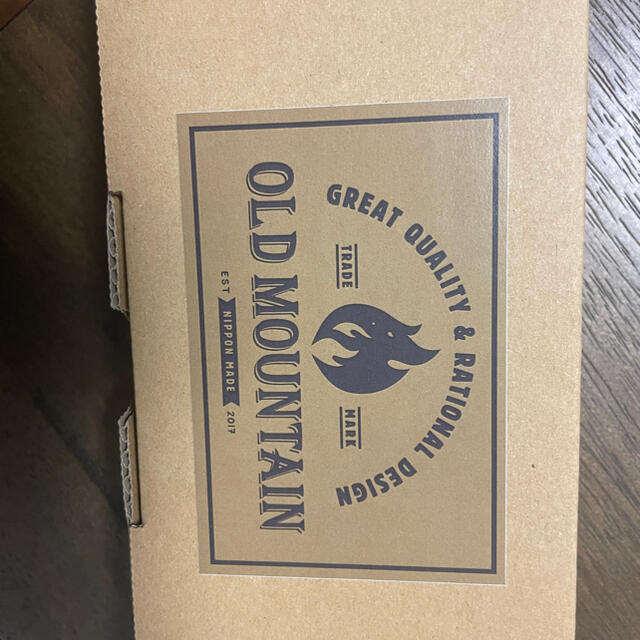 GREAT QUALITY & RATIONAL DESIGN
TRADE MARK
OLD MOUNTAIN
EST NIPPON MADE 2017